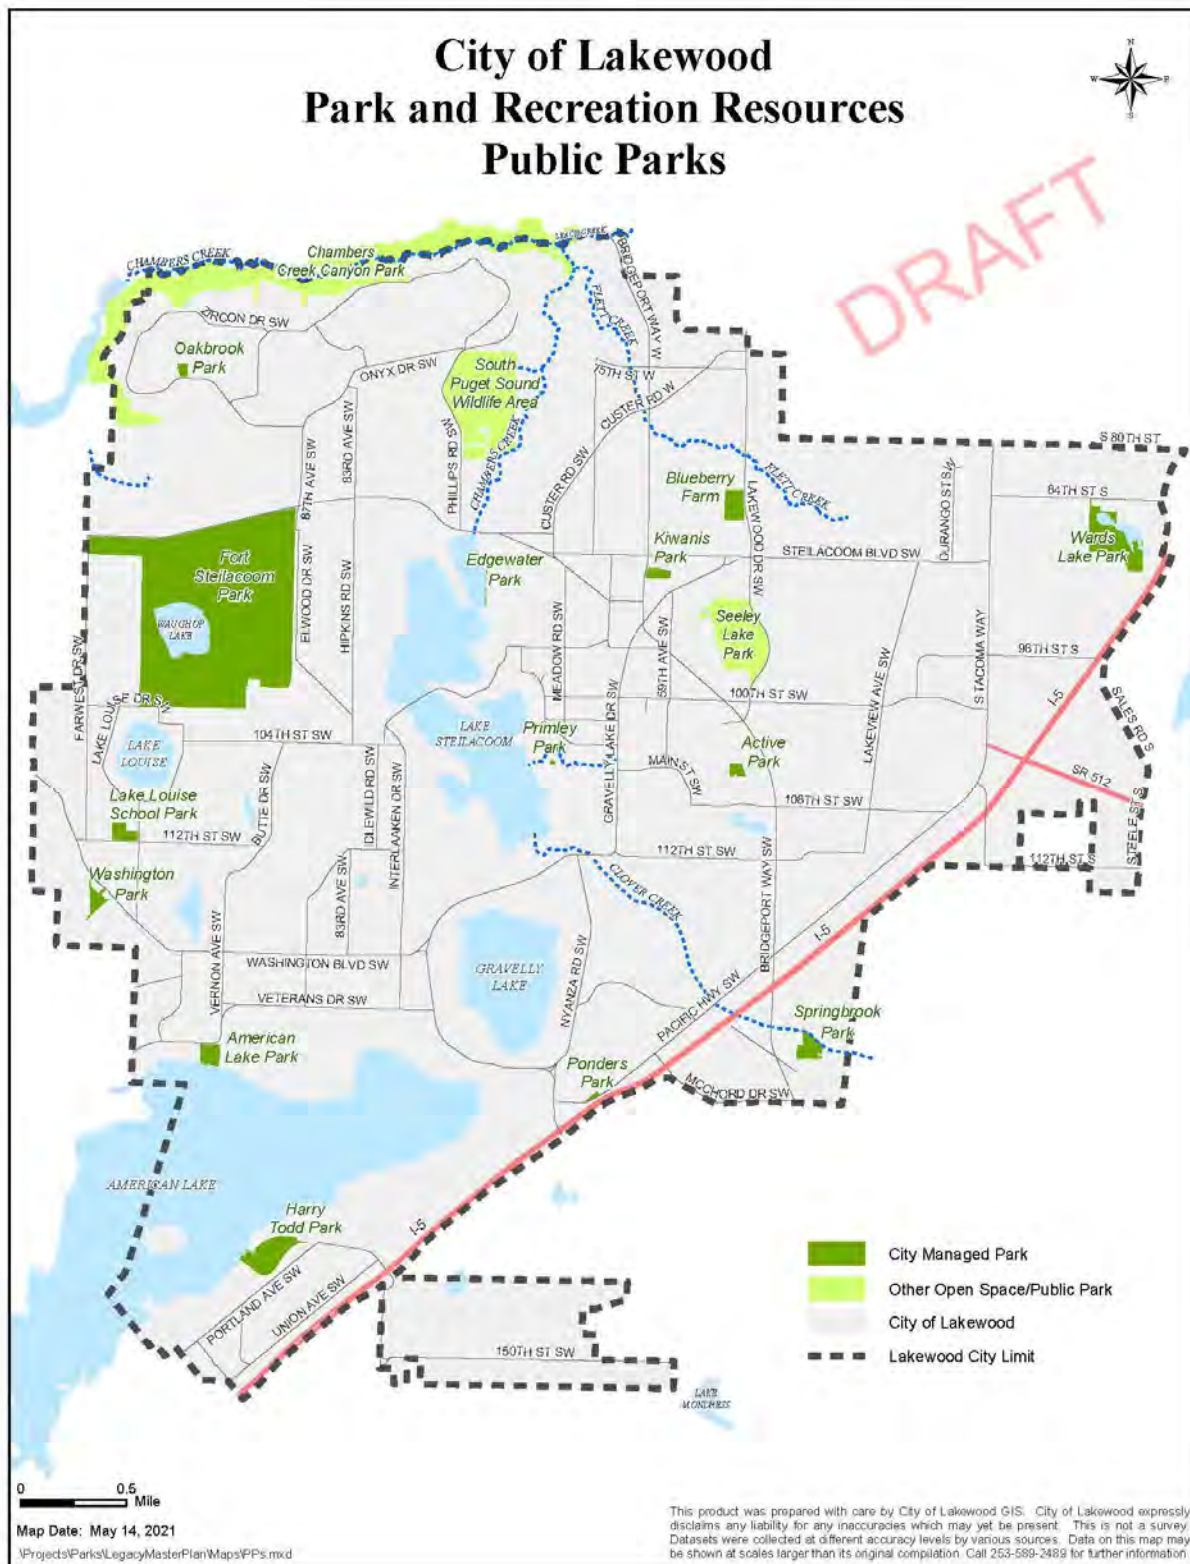 City of Lakewood
Park and Recreation Resources
Public Parks
N
W
E
S
DRAFT
CHAMBERS CREEK
Chambers
Creek Canyon Park
LEACH CREEK
BRIDGEPORT WAY W
FLETT CREEK
ZIRCON DR SW
Oakbrook
Park
ONYX DR SW
South
Puget Sound
Wildlife Area
75TH ST W
CUSTER RD W
83RD AVE SW
87TH AVE SW
PHILLIPS RD SW
CHAMBERS CREEK
CUSTER RD SW
S 80TH ST
Blueberry
Farm
LAKEWOOD DR SW
FLETT CREEK
DURANGO ST SW
84TH ST S
Wards
Lake Park
Fort
Steilacoom
Park
WAUGHOP
LAKE
ELWOOD DR SW
HIPKINS RD SW
Edgewater
Park
Kiwanis
Park
STEILACOOM BLVD SW
Seeley
Lake
Park
MEADOW RD SW
59TH AVE SW
96TH ST S
S TACOMA WAY
LAKEVIEW AVE SW
I-5
SALES RD S
FARWEST DR SW
LAKE LOUISE DR SW
LAKE
LOUISE
104TH ST SW
LAKE
STEILACOOM
Primley
Park
GRAVELLY LAKE DR SW
100TH ST SW
MAIN ST SW
Active
Park
108TH ST SW
SR 512
STEELE ST S
Lake Louise
School Park
112TH ST SW
BUTTE DR SW
IDLEWILD RD SW
INTERLAAKEN DR SW
83RD AVE SW
112TH ST SW
112TH ST S
CLOVER CREEK
BRIDGEPORT WAY SW
Washington
Park
VERNON AVE SW
WASHINGTON BLVD SW
VETERANS DR SW
GRAVELLY
LAKE
NYANZA RD SW
PACIFIC HWY SW
I-5
Springbrook
Park
American
Lake Park
Ponders
Park
MCCHORD DR SW
AMERICAN LAKE
Harry
Todd Park
I-5
PORTLAND AVE SW
UNION AVE SW
150TH ST SW
LAKE
MONDRESS
City Managed Park
Other Open Space/Public Park
City of Lakewood
Lakewood City Limit
0 0.5
Mile
Map Date: May 14, 2021
\Projects\Parks\LegacyMasterPlan\Maps\PPs.mxd
This product was prepared with care by City of Lakewood GIS. City of Lakewood expressly
disclaims any liability for any inaccuracies which may yet be present. This is not a survey.
Datasets were collected at different accuracy levels by various sources. Data on this map may
be shown at scales larger than its original compilation. Call 253-589-2489 for further information.